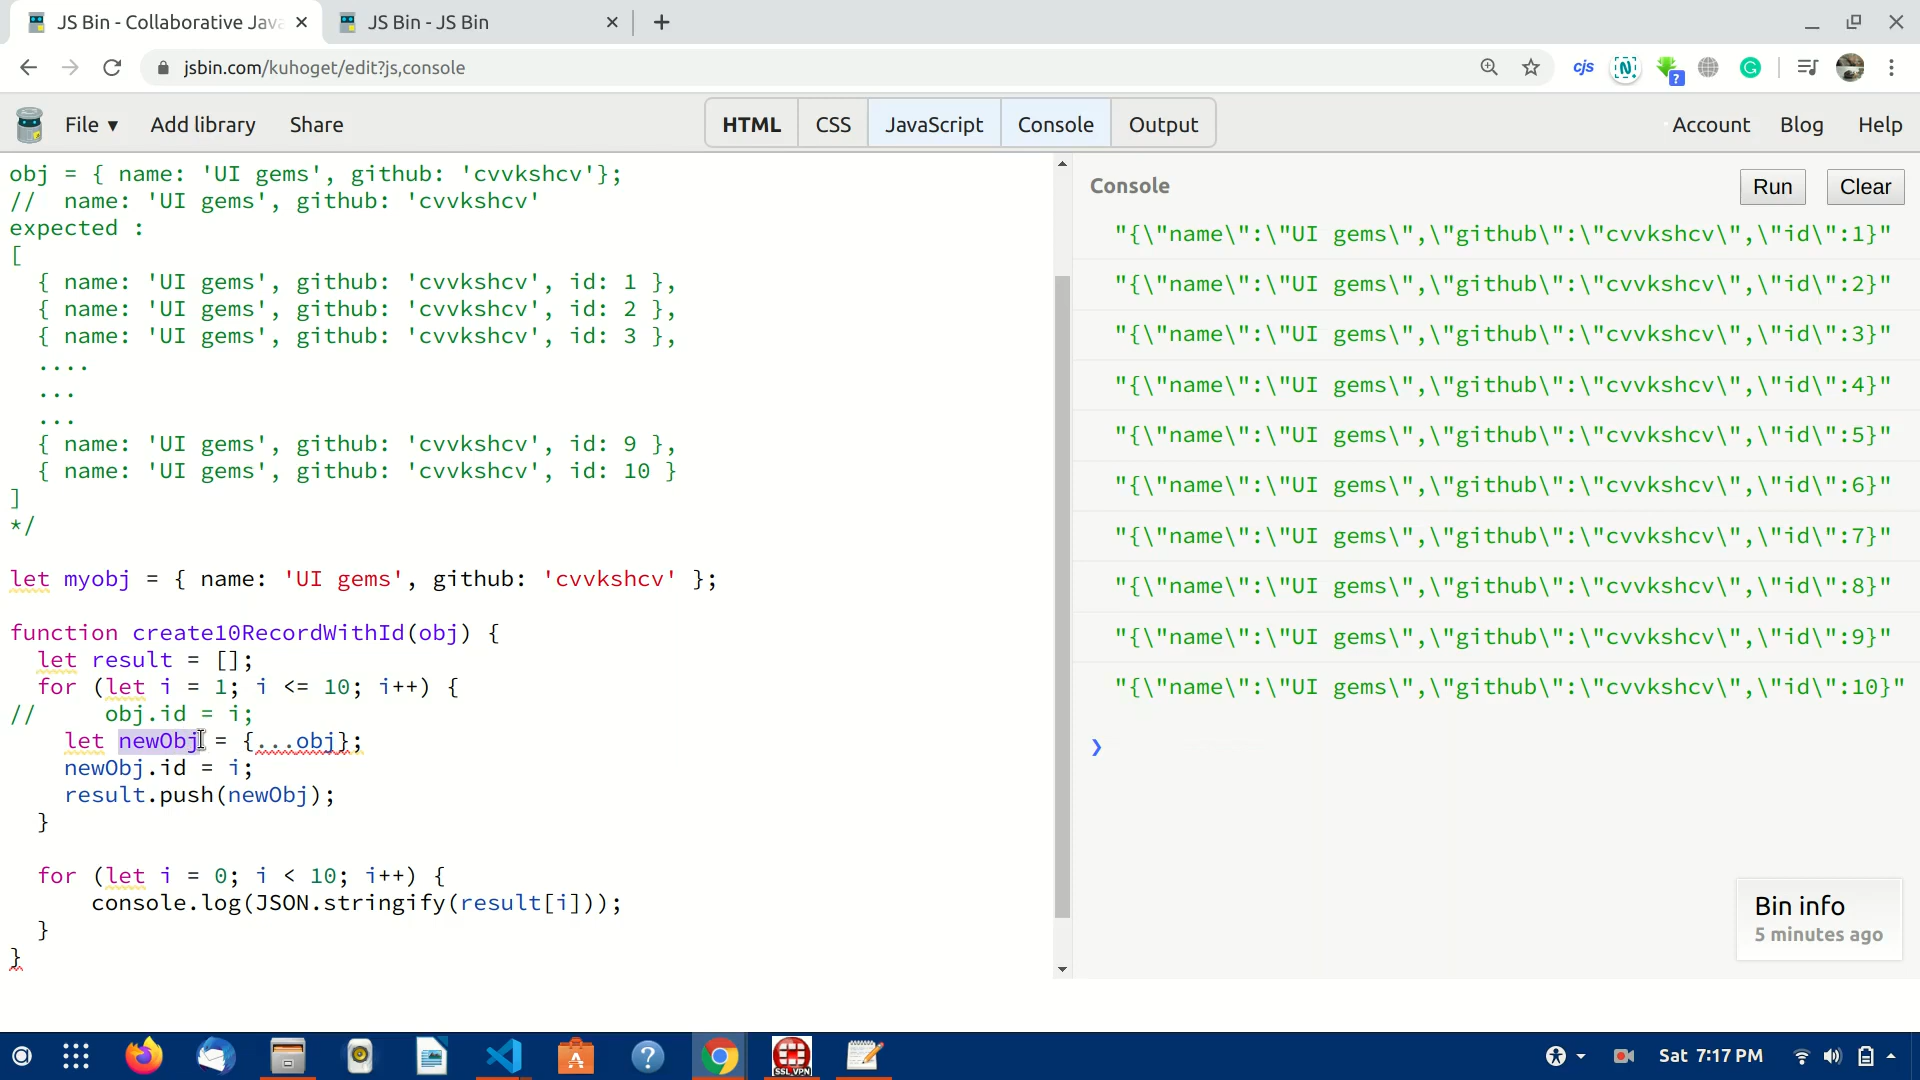 JS Bin - Collaborative Java
JS Bin - JS Bin
jsbin.com/kuhoget/edit?js,console
cjs
N
?
G
File ▾
Add library
Share
HTML
CSS
JavaScript
Console
Output
Account
Blog
Help
obj = { name: 'UI gems', github: 'cvvkshcv'};
//  name: 'UI gems', github: 'cvvkshcv'
expected :
[
  { name: 'UI gems', github: 'cvvkshcv', id: 1 },
  { name: 'UI gems', github: 'cvvkshcv', id: 2 },
  { name: 'UI gems', github: 'cvvkshcv', id: 3 },
  ....
  ...
  ...
  { name: 'UI gems', github: 'cvvkshcv', id: 9 },
  { name: 'UI gems', github: 'cvvkshcv', id: 10 }
]
*/
let myobj = { name: 'UI gems', github: 'cvvkshcv' };
function create10RecordWithId(obj) {
  let result = [];
  for (let i = 1; i <= 10; i++) {
//     obj.id = i;
    let newObj = {...obj};
    newObj.id = i;
    result.push(newObj);
  }
  for (let i = 0; i < 10; i++) {
      console.log(JSON.stringify(result[i]));
  }
}
Console
Run
Clear
"{\"name\":\"UI gems\",\"github\":\"cvvkshcv\",\"id\":1}"
"{\"name\":\"UI gems\",\"github\":\"cvvkshcv\",\"id\":2}"
"{\"name\":\"UI gems\",\"github\":\"cvvkshcv\",\"id\":3}"
"{\"name\":\"UI gems\",\"github\":\"cvvkshcv\",\"id\":4}"
"{\"name\":\"UI gems\",\"github\":\"cvvkshcv\",\"id\":5}"
"{\"name\":\"UI gems\",\"github\":\"cvvkshcv\",\"id\":6}"
"{\"name\":\"UI gems\",\"github\":\"cvvkshcv\",\"id\":7}"
"{\"name\":\"UI gems\",\"github\":\"cvvkshcv\",\"id\":8}"
"{\"name\":\"UI gems\",\"github\":\"cvvkshcv\",\"id\":9}"
"{\"name\":\"UI gems\",\"github\":\"cvvkshcv\",\"id\":10}"
Bin info
5 minutes ago
SSL VPN
Sat 7:17 PM